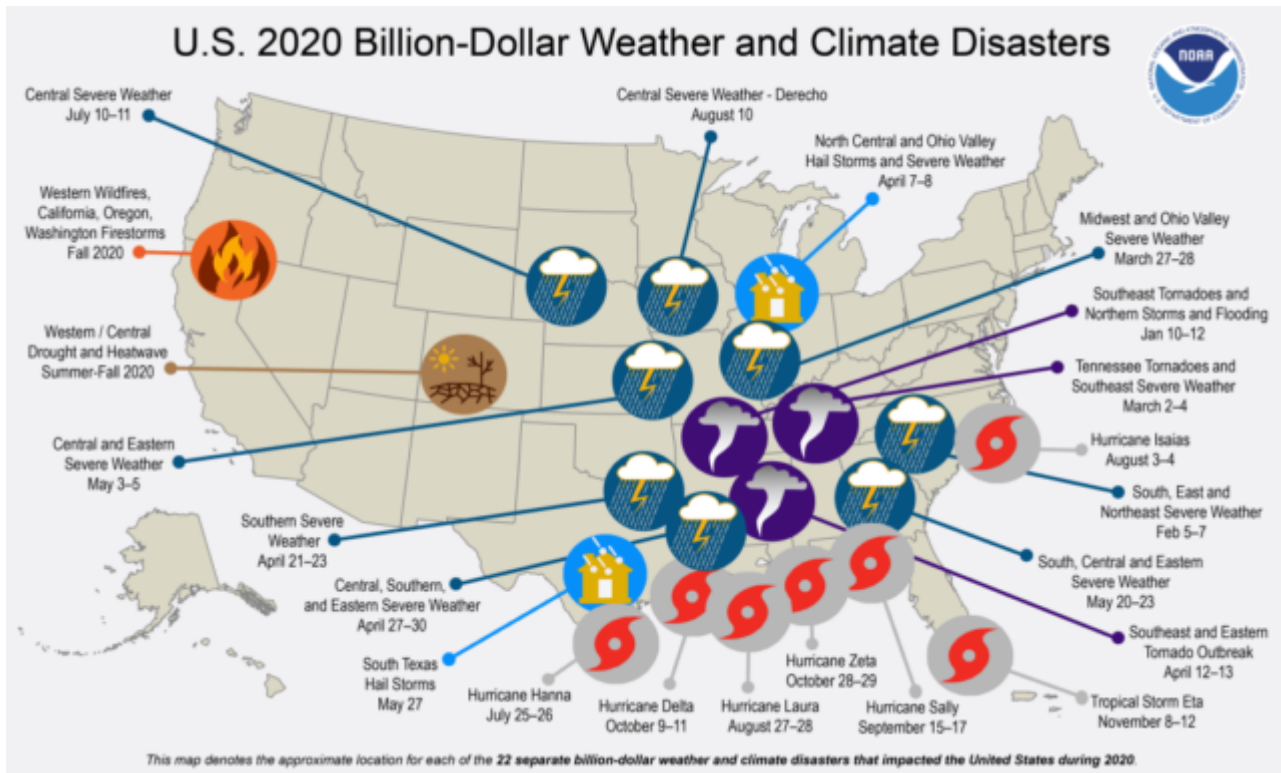 U.S. 2020 Billion-Dollar Weather and Climate Disasters
NOAA
Central Severe Weather
July 10–11
Central Severe Weather - Derecho
August 10
North Central and Ohio Valley
Hail Storms and Severe Weather
April 7–8
Western Wildfires,
California, Oregon,
Washington Firestorms
Fall 2020
Midwest and Ohio Valley
Severe Weather
March 27–28
Southeast Tornadoes and
Northern Storms and Flooding
Jan 10–12
Western / Central
Drought and Heatwave
Summer-Fall 2020
Tennessee Tornadoes and
Southeast Severe Weather
March 2–4
Central and Eastern
Severe Weather
May 3–5
Hurricane Isaias
August 3–4
South, East and
Northeast Severe Weather
Feb 5–7
Southern Severe
Weather
April 21–23
South, Central and Eastern
Severe Weather
May 20–23
Central, Southern,
and Eastern Severe Weather
April 27–30
Southeast and Eastern
Tornado Outbreak
April 12–13
South Texas
Hail Storms
May 27
Hurricane Hanna
July 25–26
Hurricane Delta
October 9–11
Hurricane Laura
August 27–28
Hurricane Zeta
October 28–29
Hurricane Sally
September 15–17
Tropical Storm Eta
November 8–12
This map denotes the approximate location for each of the 22 separate billion-dollar weather and climate disasters that impacted the United States during 2020.